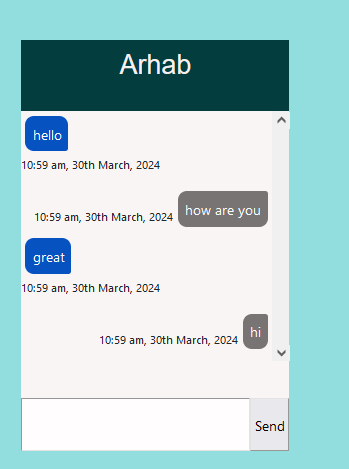 Arhab
hello
10:59 am, 30th March, 2024
10:59 am, 30th March, 2024 how are you
great
10:59 am, 30th March, 2024
10:59 am, 30th March, 2024 hi
Send